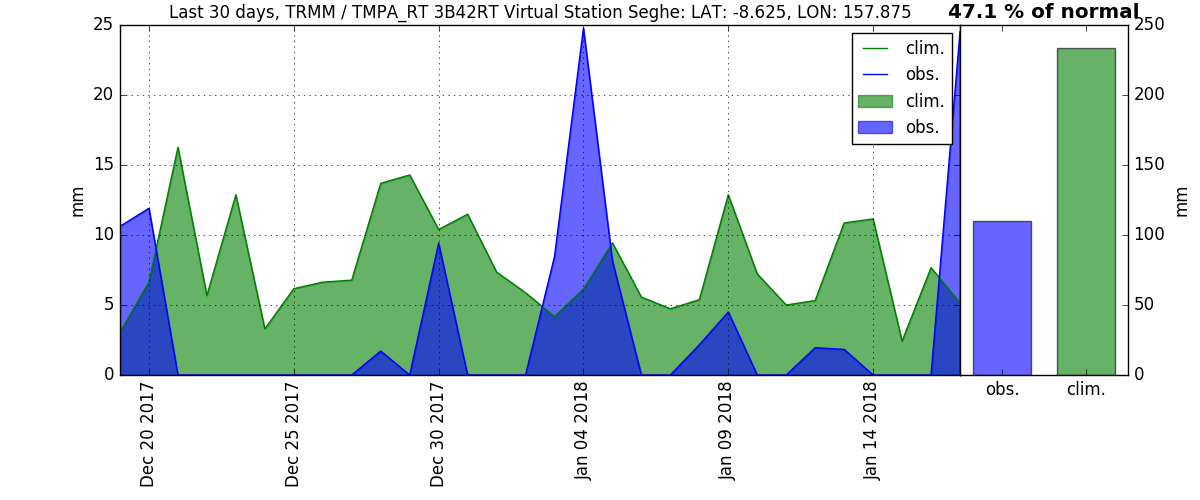 Last 30 days, TRMM / TMPA_RT 3B42RT Virtual Station Seghe: LAT: -8.625, LON: 157.875
47.1 % of normal
25
20
15
10
5
0
mm
clim.
obs.
clim.
obs.
Dec 20 2017
Dec 25 2017
Dec 30 2017
Jan 04 2018
Jan 09 2018
Jan 14 2018
250
200
150
100
50
0
mm
obs.
clim.